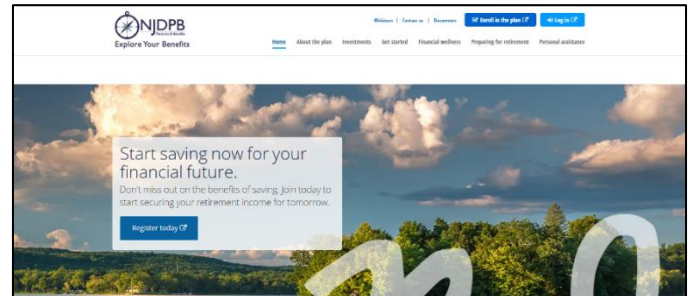 NJDPB
Pensions & Benefits
Explore Your Benefits
Webinars | Contact us | Documents
Enroll in the plan
Log in
Home About the plan Investments Get started Financial wellness Preparing for retirement Personal assistance
Start saving now for your
financial future.
Don't miss out on the benefits of saving. Join today to
start securing your retirement income for tomorrow.
Register today